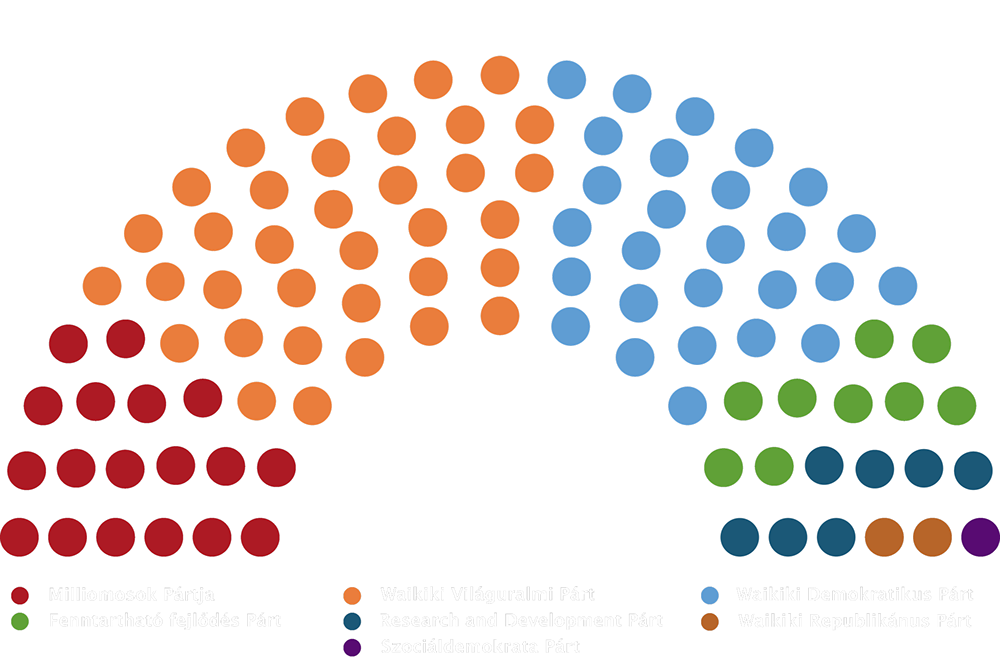 Milliomosok Pártja
Waikiki Világuralmi Párt
Waikiki Demokratikus Párt
Fenntartható fejlődés Párt
Research and Development Párt
Waikiki Republikánus Párt
Szociáldemokrata Párt